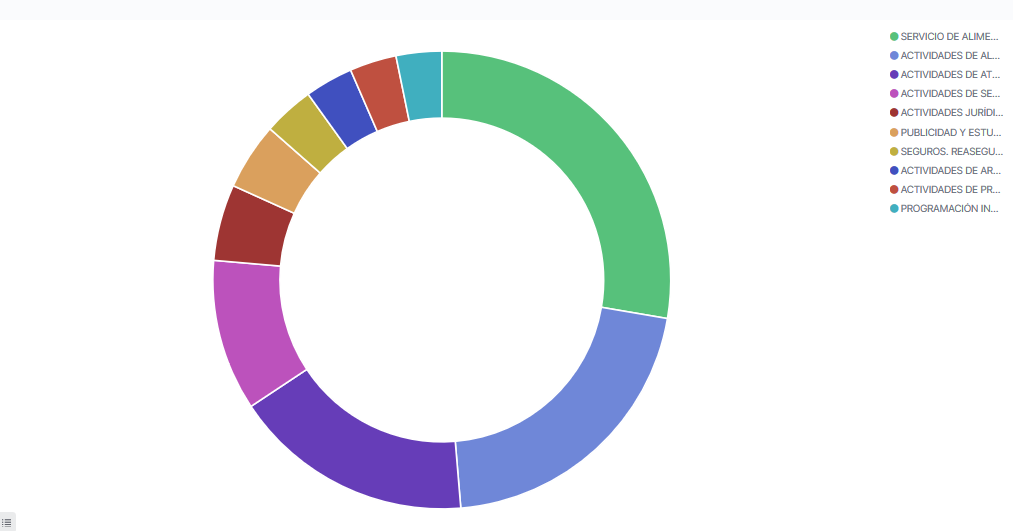 SERVICIO DE ALIME...
ACTIVIDADES DE AL...
ACTIVIDADES DE AT...
ACTIVIDADES DE SE...
ACTIVIDADES JURÍDI...
PUBLICIDAD Y ESTU...
SEGUROS. REASEGU...
ACTIVIDADES DE AR...
ACTIVIDADES DE PR...
PROGRAMACIÓN IN...